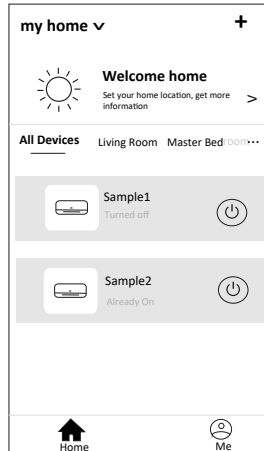 my home
+
Welcome home
Set your home location, get more
information
>
All Devices Living Room Master Bedroom...
Sample1
Turned off
Sample2
Already On
Home Me